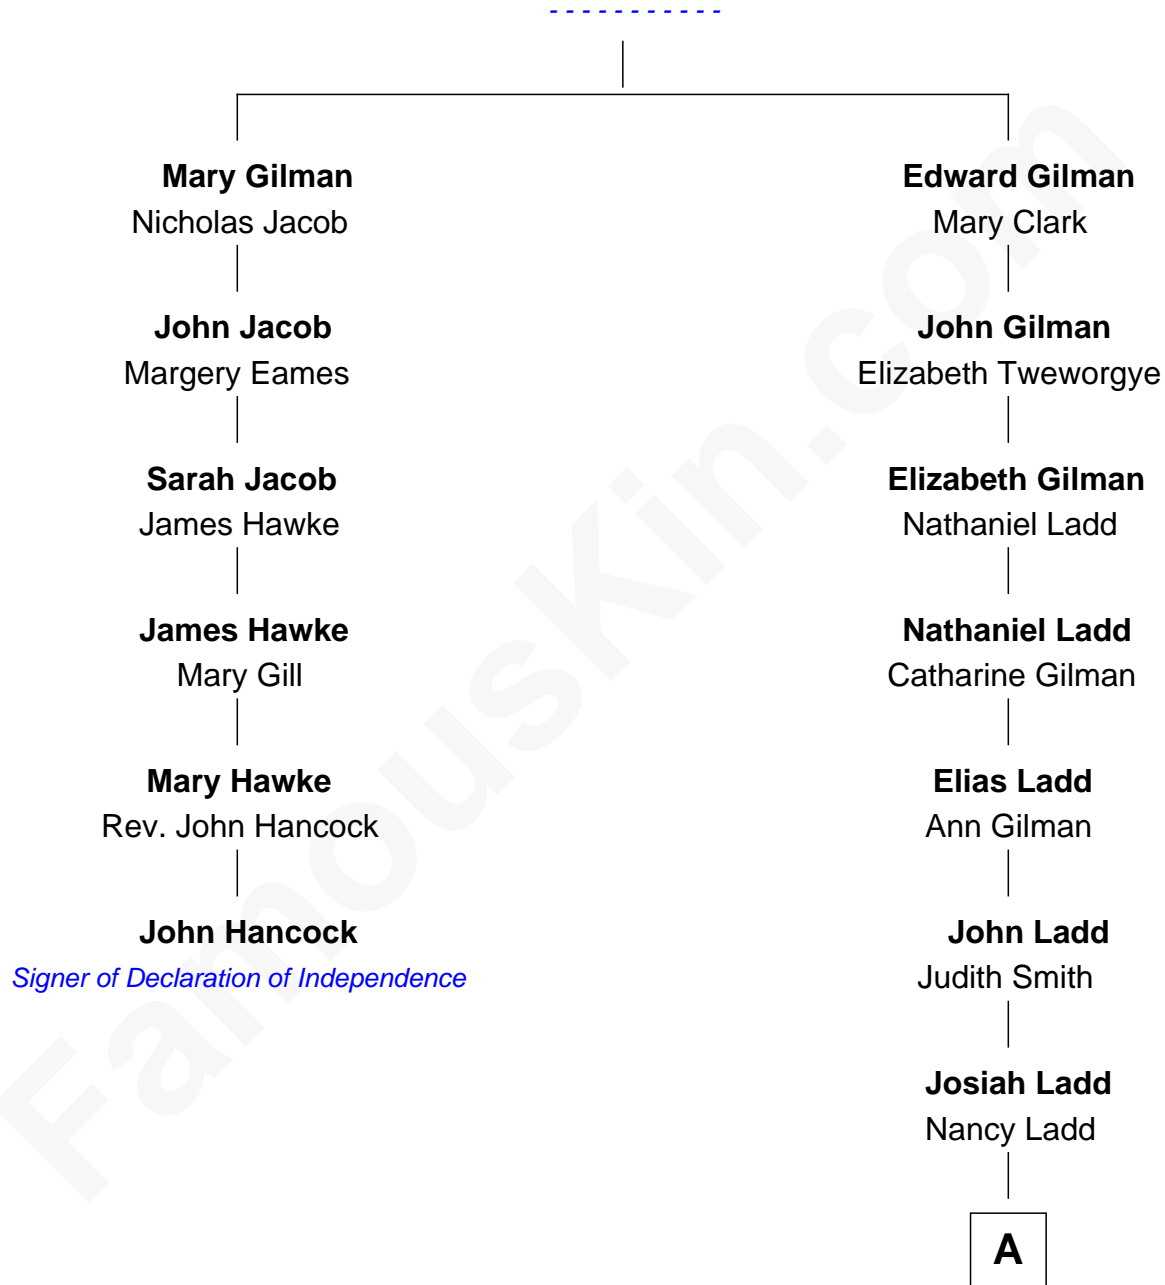 - - - - - - - - - - -
Mary Gilman
Nicholas Jacob
John Jacob
Margery Eames
Sarah Jacob
James Hawke
James Hawke
Mary Gill
Mary Hawke
Rev. John Hancock
John Hancock
Signer of Declaration of Independence
Edward Gilman
Mary Clark
John Gilman
Elizabeth Tweworgye
Elizabeth Gilman
Nathaniel Ladd
Nathaniel Ladd
Catharine Gilman
Elias Ladd
Ann Gilman
John Ladd
Judith Smith
Josiah Ladd
Nancy Ladd
A
FamousKin.com